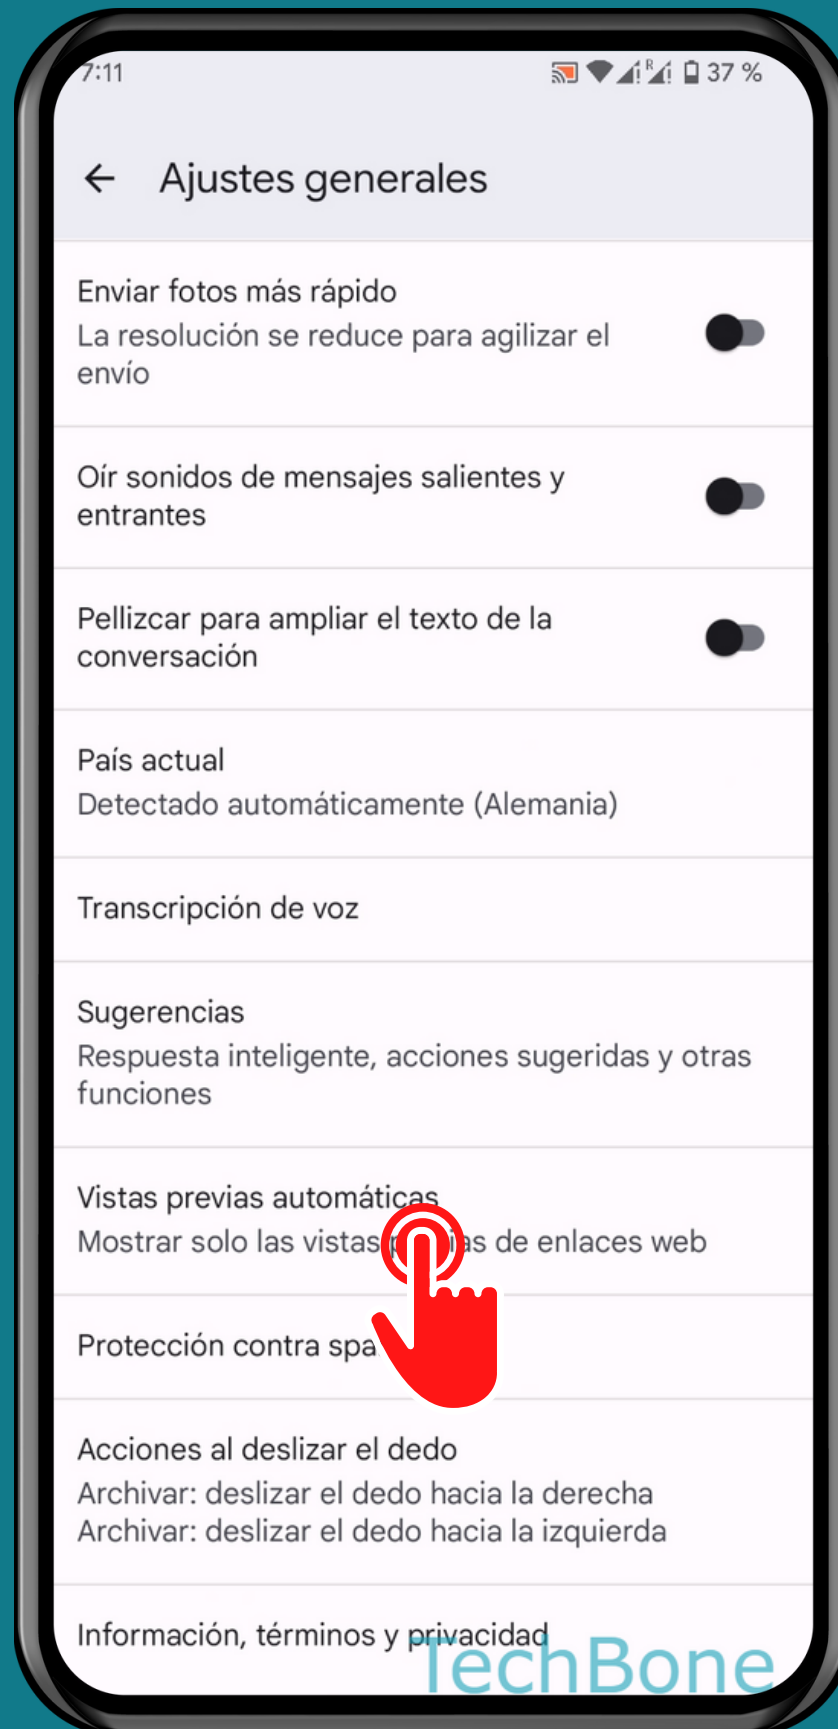 7:11
R
37 %
Ajustes generales
Enviar fotos más rápido
La resolución se reduce para agilizar el
envío
Oír sonidos de mensajes salientes y
entrantes
Pellizcar para ampliar el texto de la
conversación
País actual
Detectado automáticamente (Alemania)
Transcripción de voz
Sugerencias
Respuesta inteligente, acciones sugeridas y otras
funciones
Vistas previas automáticas
Mostrar solo las vistas de enlaces web
Protección contra
Acciones al deslizar el dedo
Archivar: deslizar el dedo hacia la derecha
Archivar: deslizar el dedo hacia la izquierda
Información, términos y privacidad
TechBone